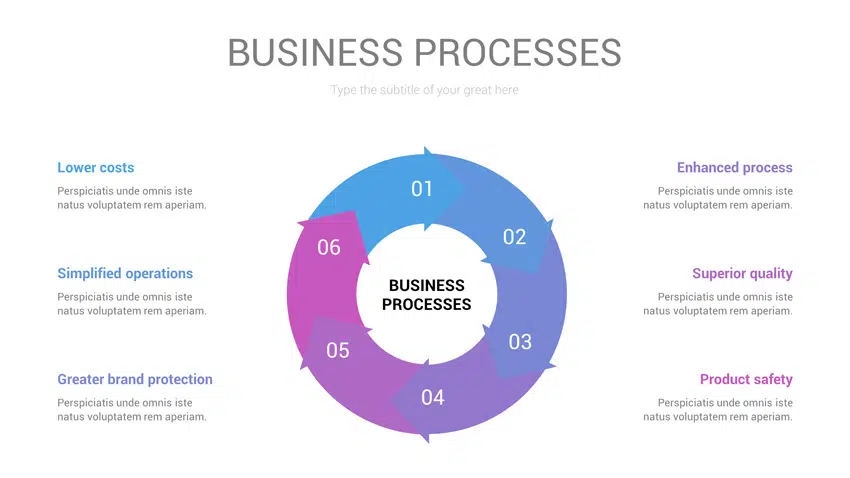 BUSINESS PROCESSES
Type the subtitle of your great here
Lower costs
Perspiciatis unde omnis iste
natus voluptatem rem aperiam.
Simplified operations
Perspiciatis unde omnis iste
natus voluptatem rem aperiam.
Greater brand protection
Perspiciatis unde omnis iste
natus voluptatem rem aperiam.
01
02
03
04
05
06
BUSINESS
PROCESSES
Enhanced process
Perspiciatis unde omnis iste
natus voluptatem rem aperiam.
Superior quality
Perspiciatis unde omnis iste
natus voluptatem rem aperiam.
Product safety
Perspiciatis unde omnis iste
natus voluptatem rem aperiam.